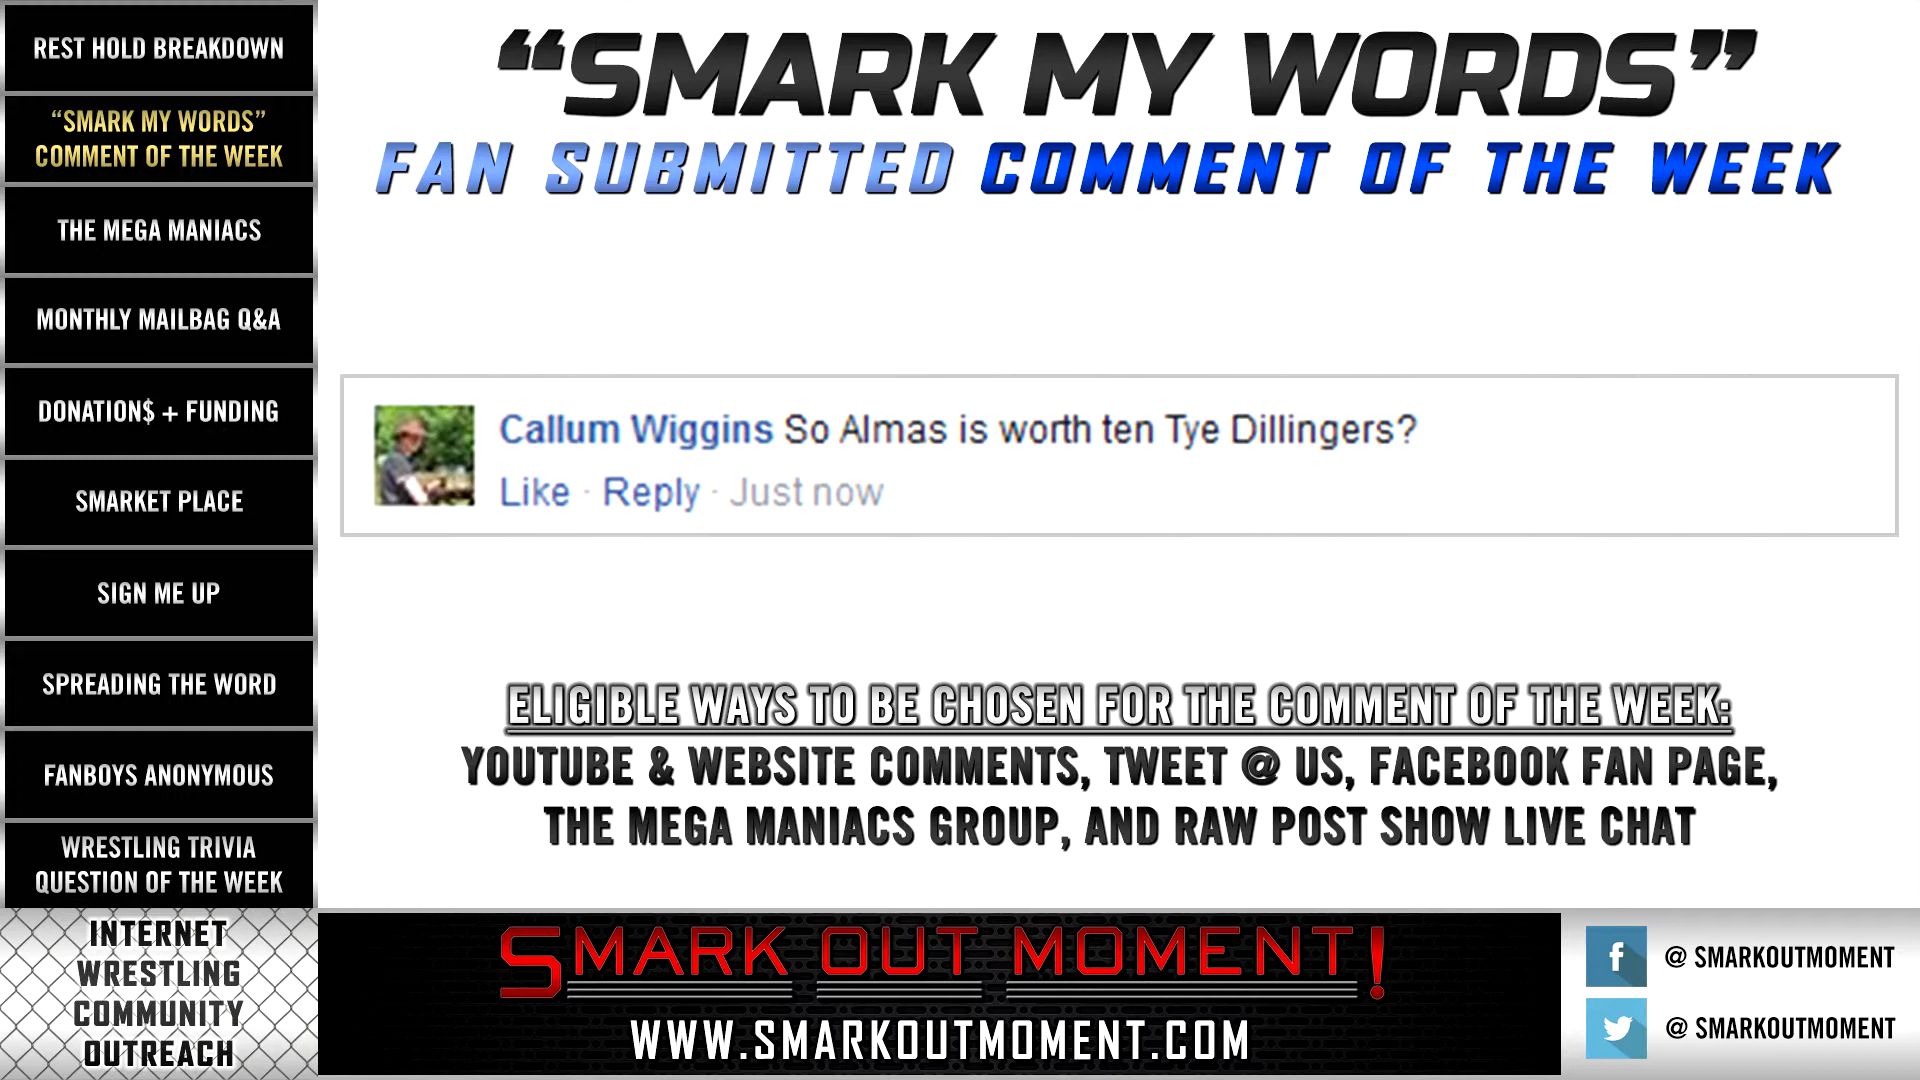 REST HOLD BREAKDOWN
“SMARK MY WORDS”
COMMENT OF THE WEEK
THE MEGA MANIACS
MONTHLY MAILBAG Q&A
DONATION$ + FUNDING
SMARKET PLACE
SIGN ME UP
SPREADING THE WORD
FANBOYS ANONYMOUS
WRESTLING TRIVIA
QUESTION OF THE WEEK
INTERNET
WRESTLING
COMMUNITY
OUTREACH
“SMARK MY WORDS”
FAN SUBMITTED COMMENT OF THE WEEK
Callum Wiggins So Almas is worth ten Tye Dillingers?
Like · Reply · Just now
ELIGIBLE WAYS TO BE CHOSEN FOR THE COMMENT OF THE WEEK:
YOUTUBE & WEBSITE COMMENTS, TWEET @ US, FACEBOOK FAN PAGE,
THE MEGA MANIACS GROUP, AND RAW POST SHOW LIVE CHAT
SMARK OUT MOMENT!
WWW.SMARKOUTMOMENT.COM
f @ SMARKOUTMOMENT
@ SMARKOUTMOMENT